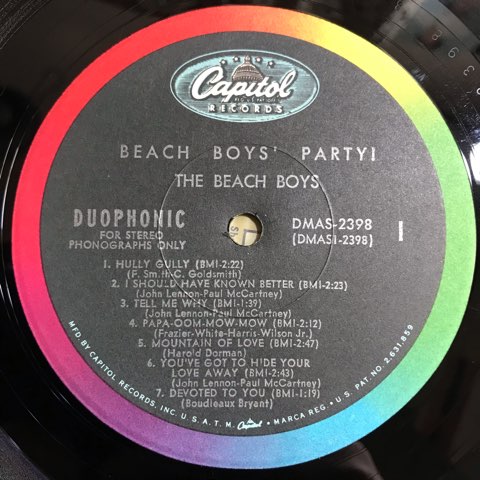 Capitol
RECORDS
BEACH BOYS' PARTY!
THE BEACH BOYS
DUOPHONIC
FOR STEREO
PHONOGRAPHS ONLY
DMAS-2398
(DMAS1-2398)
1
1. HULLY GULLY (BMI-2:22)
(F. Smith-C. Goldsmith)
2. I SHOULD HAVE KNOWN BETTER (BMI-2:23)
(John Lennon-Paul McCartney)
3. TELL ME WHY (BMI-1:39)
(John Lennon-Paul McCartney)
4. PAPA-OOM-MOW-MOW (BMI-2:12)
(Frazier-White-Harris-Wilson Jr.)
5. MOUNTAIN OF LOVE (BMI-2:47)
(Harold Dorman)
6. YOU'VE GOT TO HIDE YOUR
LOVE AWAY (BMI-2:43)
(John Lennon-Paul McCartney)
7. DEVOTED TO YOU (BMI-1:19)
(Boudleaux Bryant)
MFD. BY CAPITOL RECORDS, INC. U.S.A. T.M. Capitol MARCA REG. • U.S. PAT. NO. 2,631,859